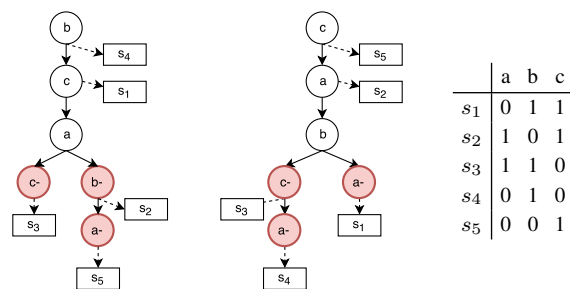 b
s₄
c
s₁
a
c-
b-
s₃
s₂
a-
s₅
c
s₅
a
s₂
b
c-
a-
s₃
s₁
a-
s₄
a b c
s₁ 0 1 1
s₂ 1 0 1
s₃ 1 1 0
s₄ 0 1 0
s₅ 0 0 1